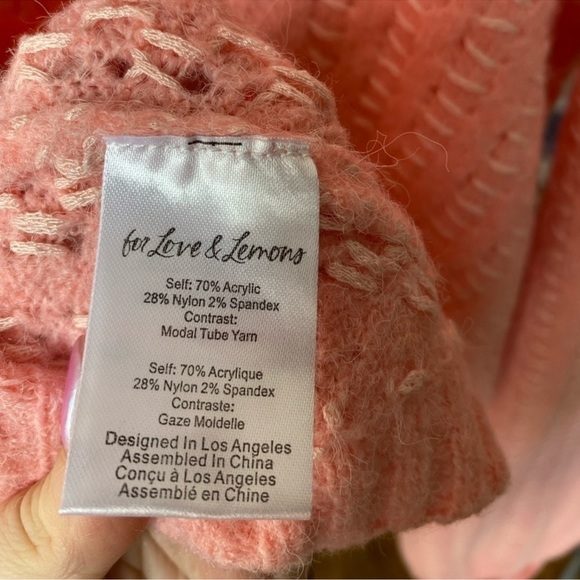 for Love & Lemons
Self: 70% Acrylic
28% Nylon 2% Spandex
Contrast:
Modal Tube Yarn
Self: 70% Acrylique
28% Nylon 2% Spandex
Contraste:
Gaze Moldelle
Designed In Los Angeles
Assembled In China
Conçu à Los Angeles
Assemblé en Chine